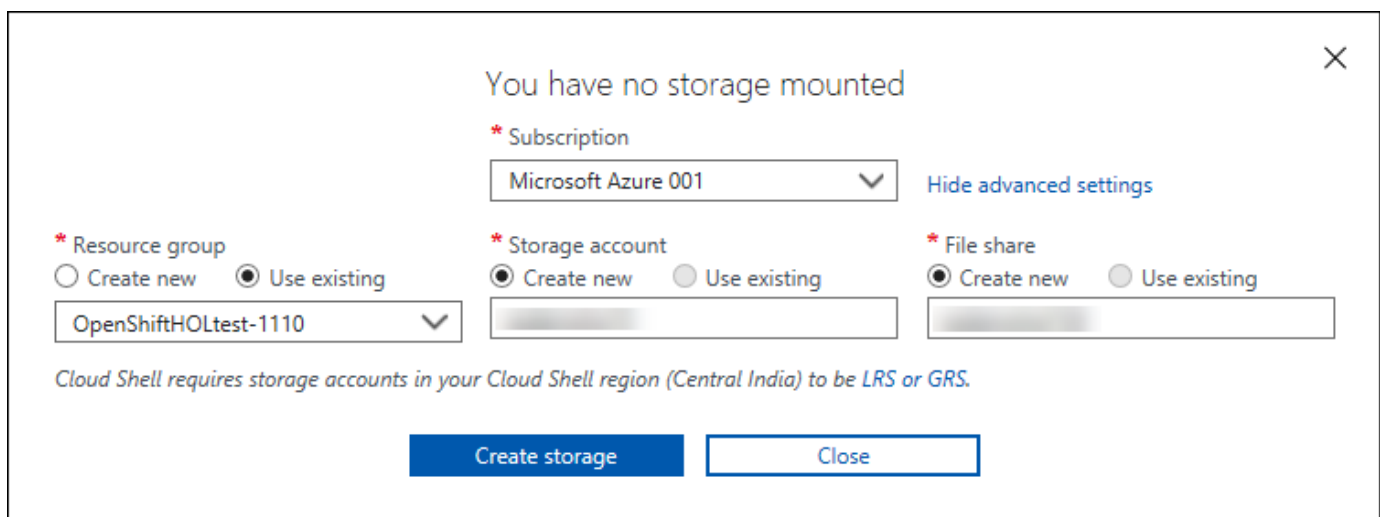 You have no storage mounted
* Subscription
Microsoft Azure 001
Hide advanced settings
* Resource group
Create new Use existing
OpenShiftHOLtest-1110
* Storage account
Create new Use existing
* File share
Create new Use existing
Cloud Shell requires storage accounts in your Cloud Shell region (Central India) to be LRS or GRS.
Create storage
Close